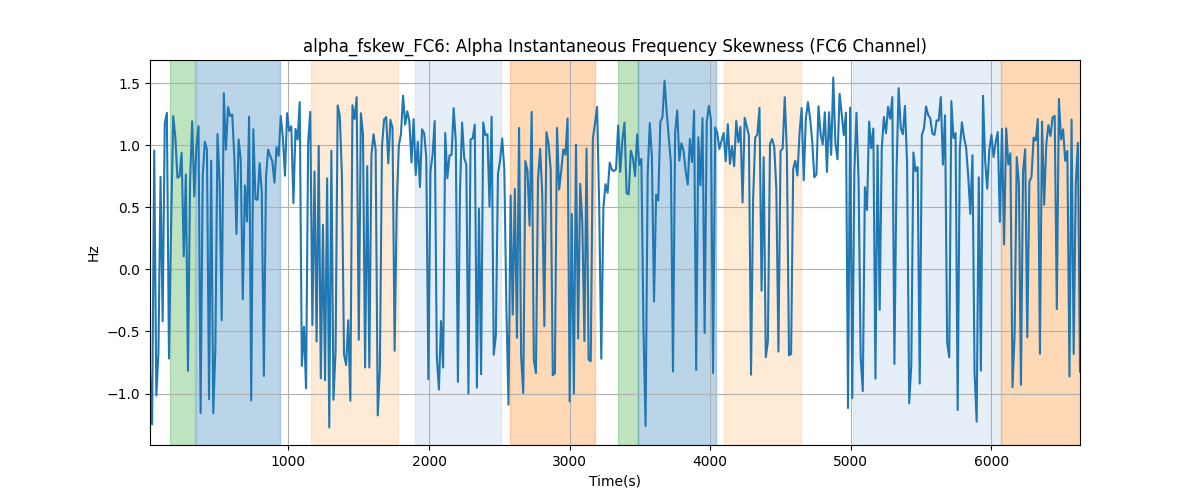 alpha_fskew_FC6: Alpha Instantaneous Frequency Skewness (FC6 Channel)
1.5
1.0
0.5
0.0
−0.5
−1.0
Hz
1000 2000 3000 4000 5000 6000
Time(s)